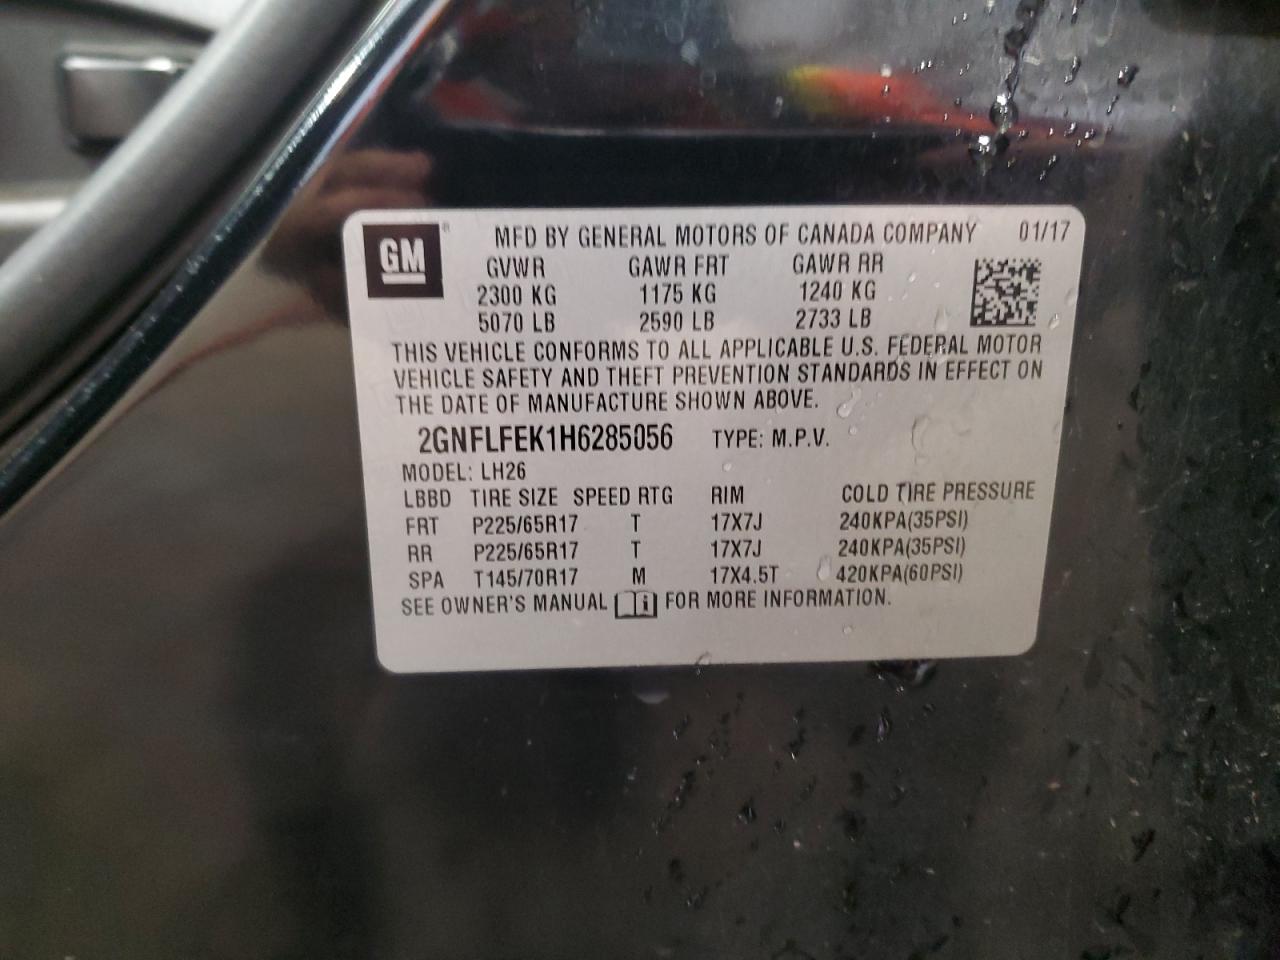 GM ® MFD BY GENERAL MOTORS OF CANADA COMPANY 01/17
GVWR GAWR FRT GAWR RR
2300 KG 1175 KG 1240 KG
5070 LB 2590 LB 2733 LB
THIS VEHICLE CONFORMS TO ALL APPLICABLE U.S. FEDERAL MOTOR
VEHICLE SAFETY AND THEFT PREVENTION STANDARDS IN EFFECT ON
THE DATE OF MANUFACTURE SHOWN ABOVE.
2GNFLFEK1H6285056 TYPE: M.P.V.
MODEL: LH26
LBBD TIRE SIZE SPEED RTG RIM COLD TIRE PRESSURE
FRT P225/65R17 T 17X7J 240KPA(35PSI)
RR P225/65R17 T 17X7J 240KPA(35PSI)
SPA T145/70R17 M 17X4.5T 420KPA(60PSI)
SEE OWNER'S MANUAL i FOR MORE INFORMATION.